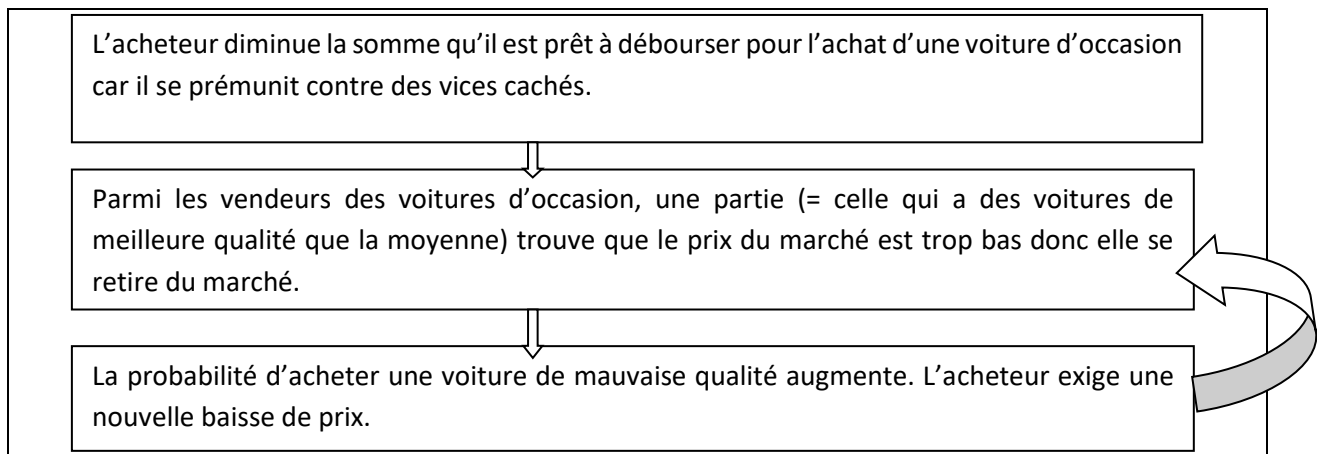 L’acheteur diminue la somme qu’il est prêt à débourser pour l’achat d’une voiture d’occasion
car il se prémunit contre des vices cachés.
Parmi les vendeurs des voitures d’occasion, une partie (= celle qui a des voitures de
meilleure qualité que la moyenne) trouve que le prix du marché est trop bas donc elle se
retire du marché.
La probabilité d’acheter une voiture de mauvaise qualité augmente. L’acheteur exige une
nouvelle baisse de prix.